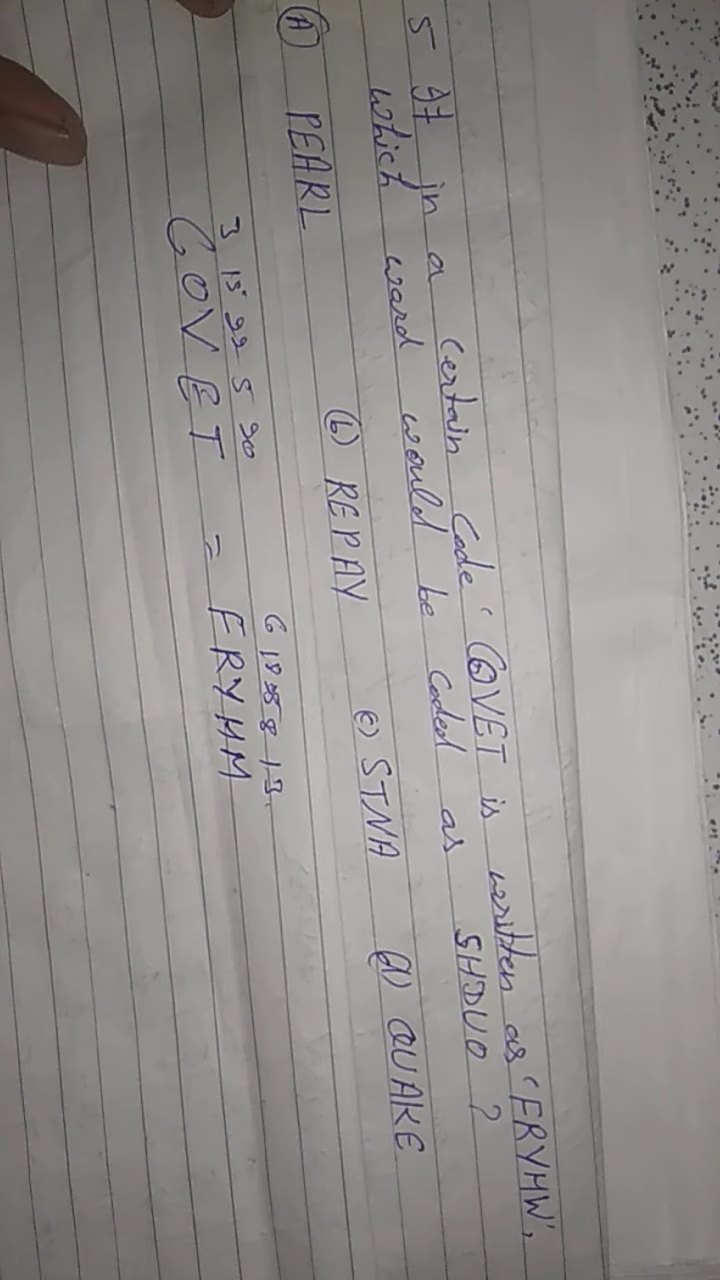 5 If in a certain Code' COVET is written as 'FRYHW',
which word would be coded as SHDUO ?
(A) PEARL (b) REPAY (c) STNA (d) QUAKE
3 15 22 5 20 6 18 25 8 13
COVET = FRYHM